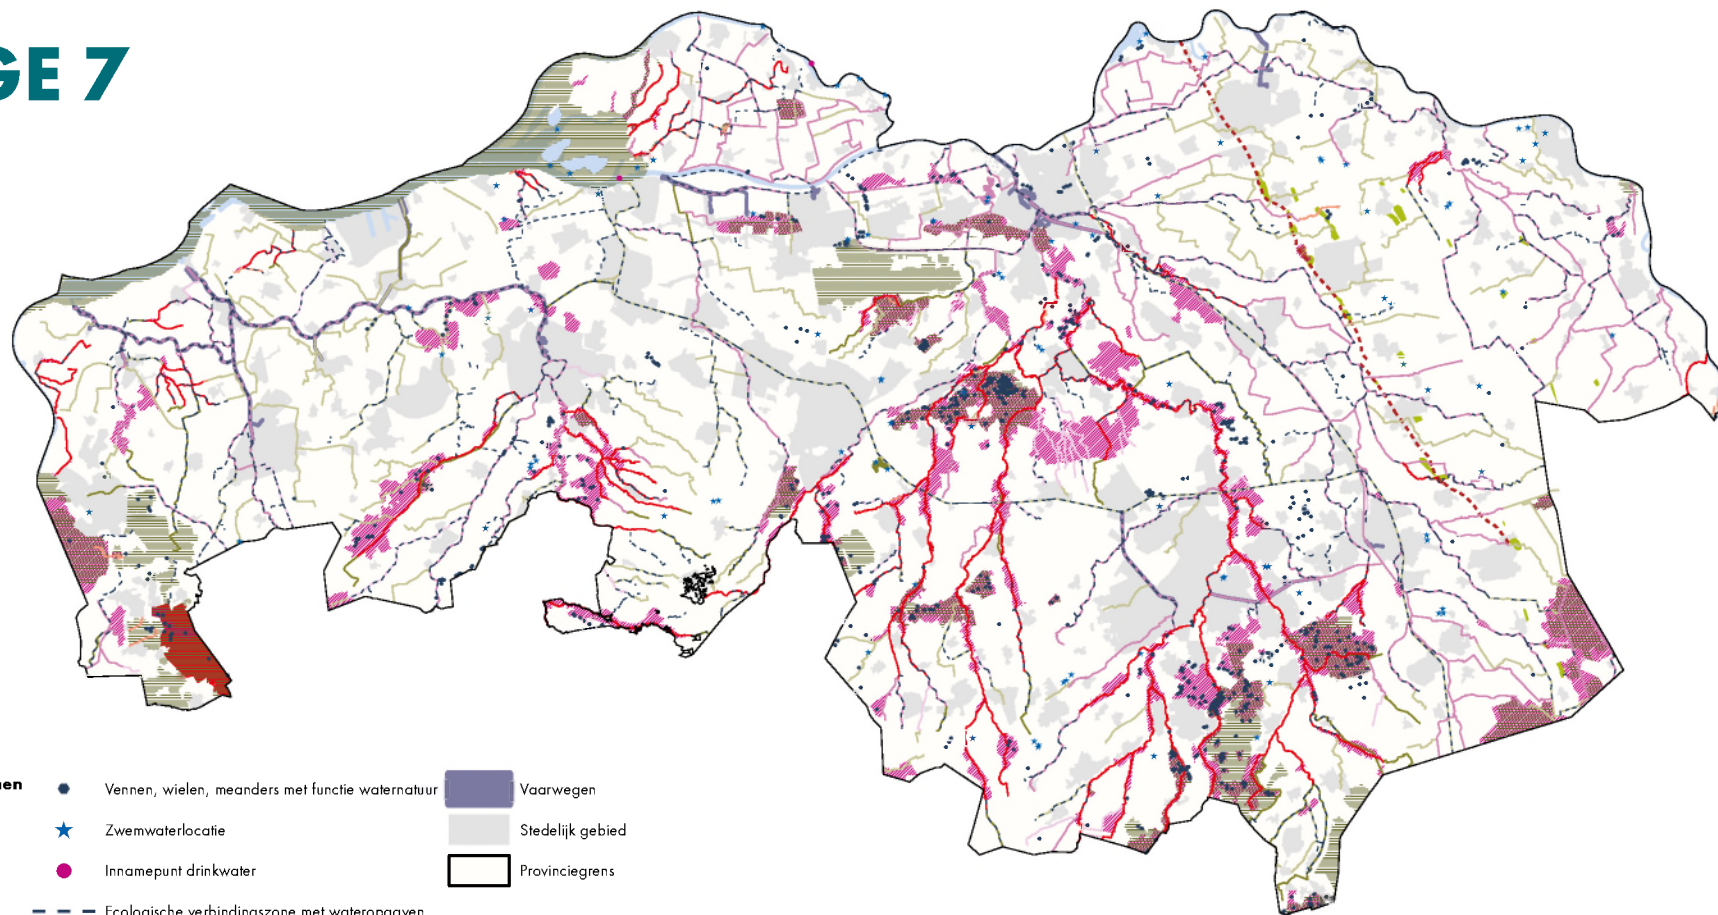 GE 7
en
Vennen, wielen, meanders met functie waternatuur
Zwemwaterlocatie
Innamepunt drinkwater
Ecologische verbindingszone met wateropgaven
Vaarwegen
Stedelijk gebied
Provinciegrens